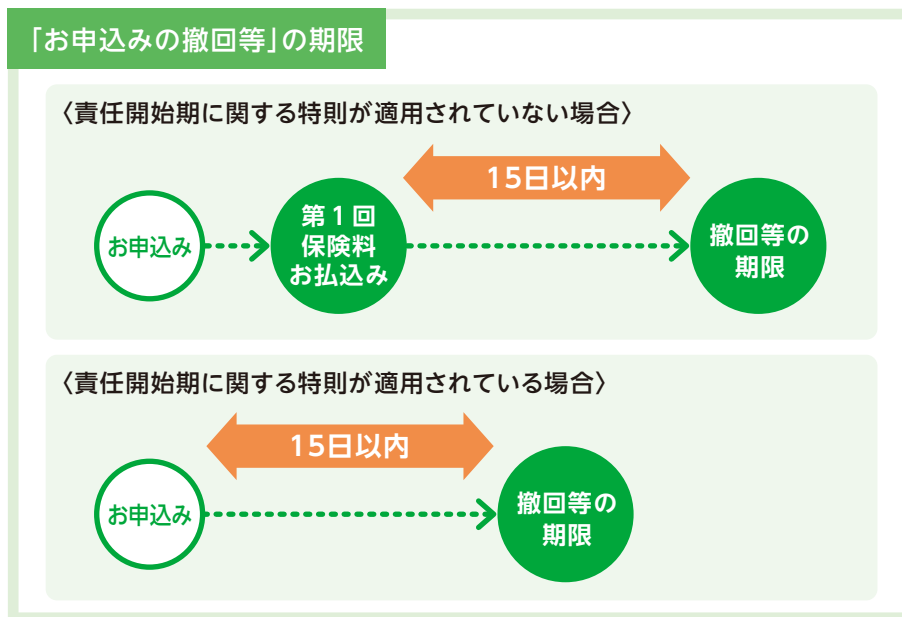 「お申込みの撤回等」の期限
〈責任開始期に関する特則が適用されていない場合〉
15日以内
お申込み
第1回
保険料
お払込み
撤回等の
期限
〈責任開始期に関する特則が適用されている場合〉
15日以内
お申込み
撤回等の
期限